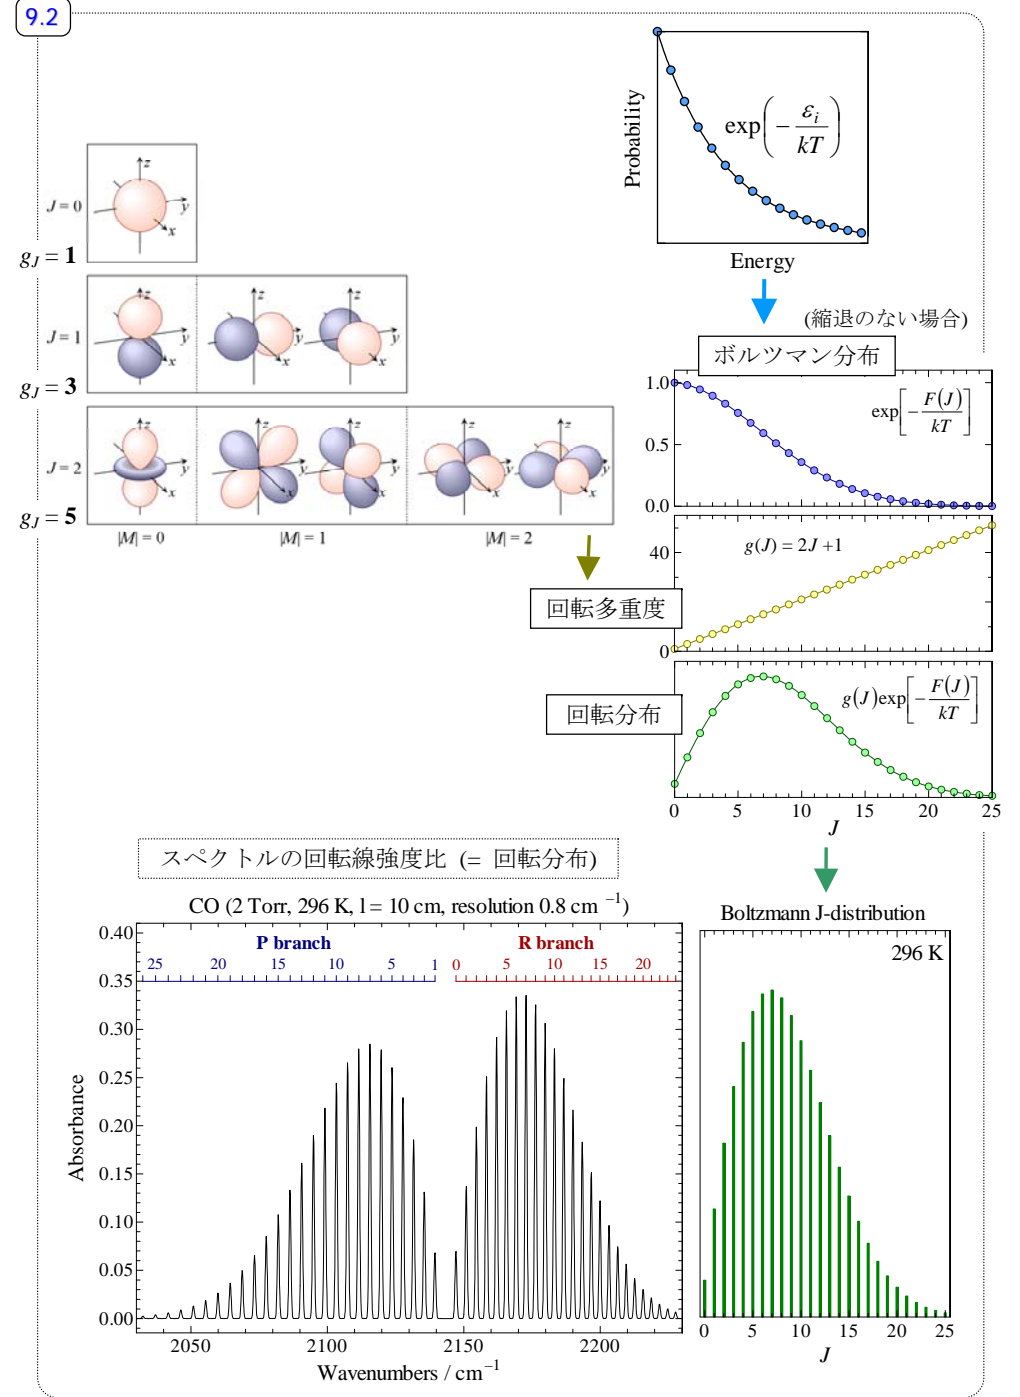 9.2
z
y
x
J = 0
g_J = 1
z
y
x
z
y
x
z
y
x
J = 1
g_J = 3
z
y
x
z
y
x
z
y
x
z
y
x
z
y
x
J = 2
g_J = 5
|M| = 0
|M| = 1
|M| = 2
Probability
exp(−ε_i/kT)
Energy
(縮退のない場合)
ボルツマン分布
1.0
0.5
0.0
exp[−F(J)/kT]
回転多重度
40
0
g(J) = 2J +1
回転分布
g(J)exp[−F(J)/kT]
0 5 10 15 20 25
J
スペクトルの回転線強度比 (= 回転分布)
CO (2 Torr, 296 K, l = 10 cm, resolution 0.8 cm⁻¹)
P branch
R branch
25 20 15 10 5 1
0 5 10 15 20
0.40
0.35
0.30
0.25
0.20
0.15
0.10
0.05
0.00
Absorbance
2050 2100 2150 2200
Wavenumbers / cm⁻¹
Boltzmann J-distribution
296 K
0 5 10 15 20 25
J